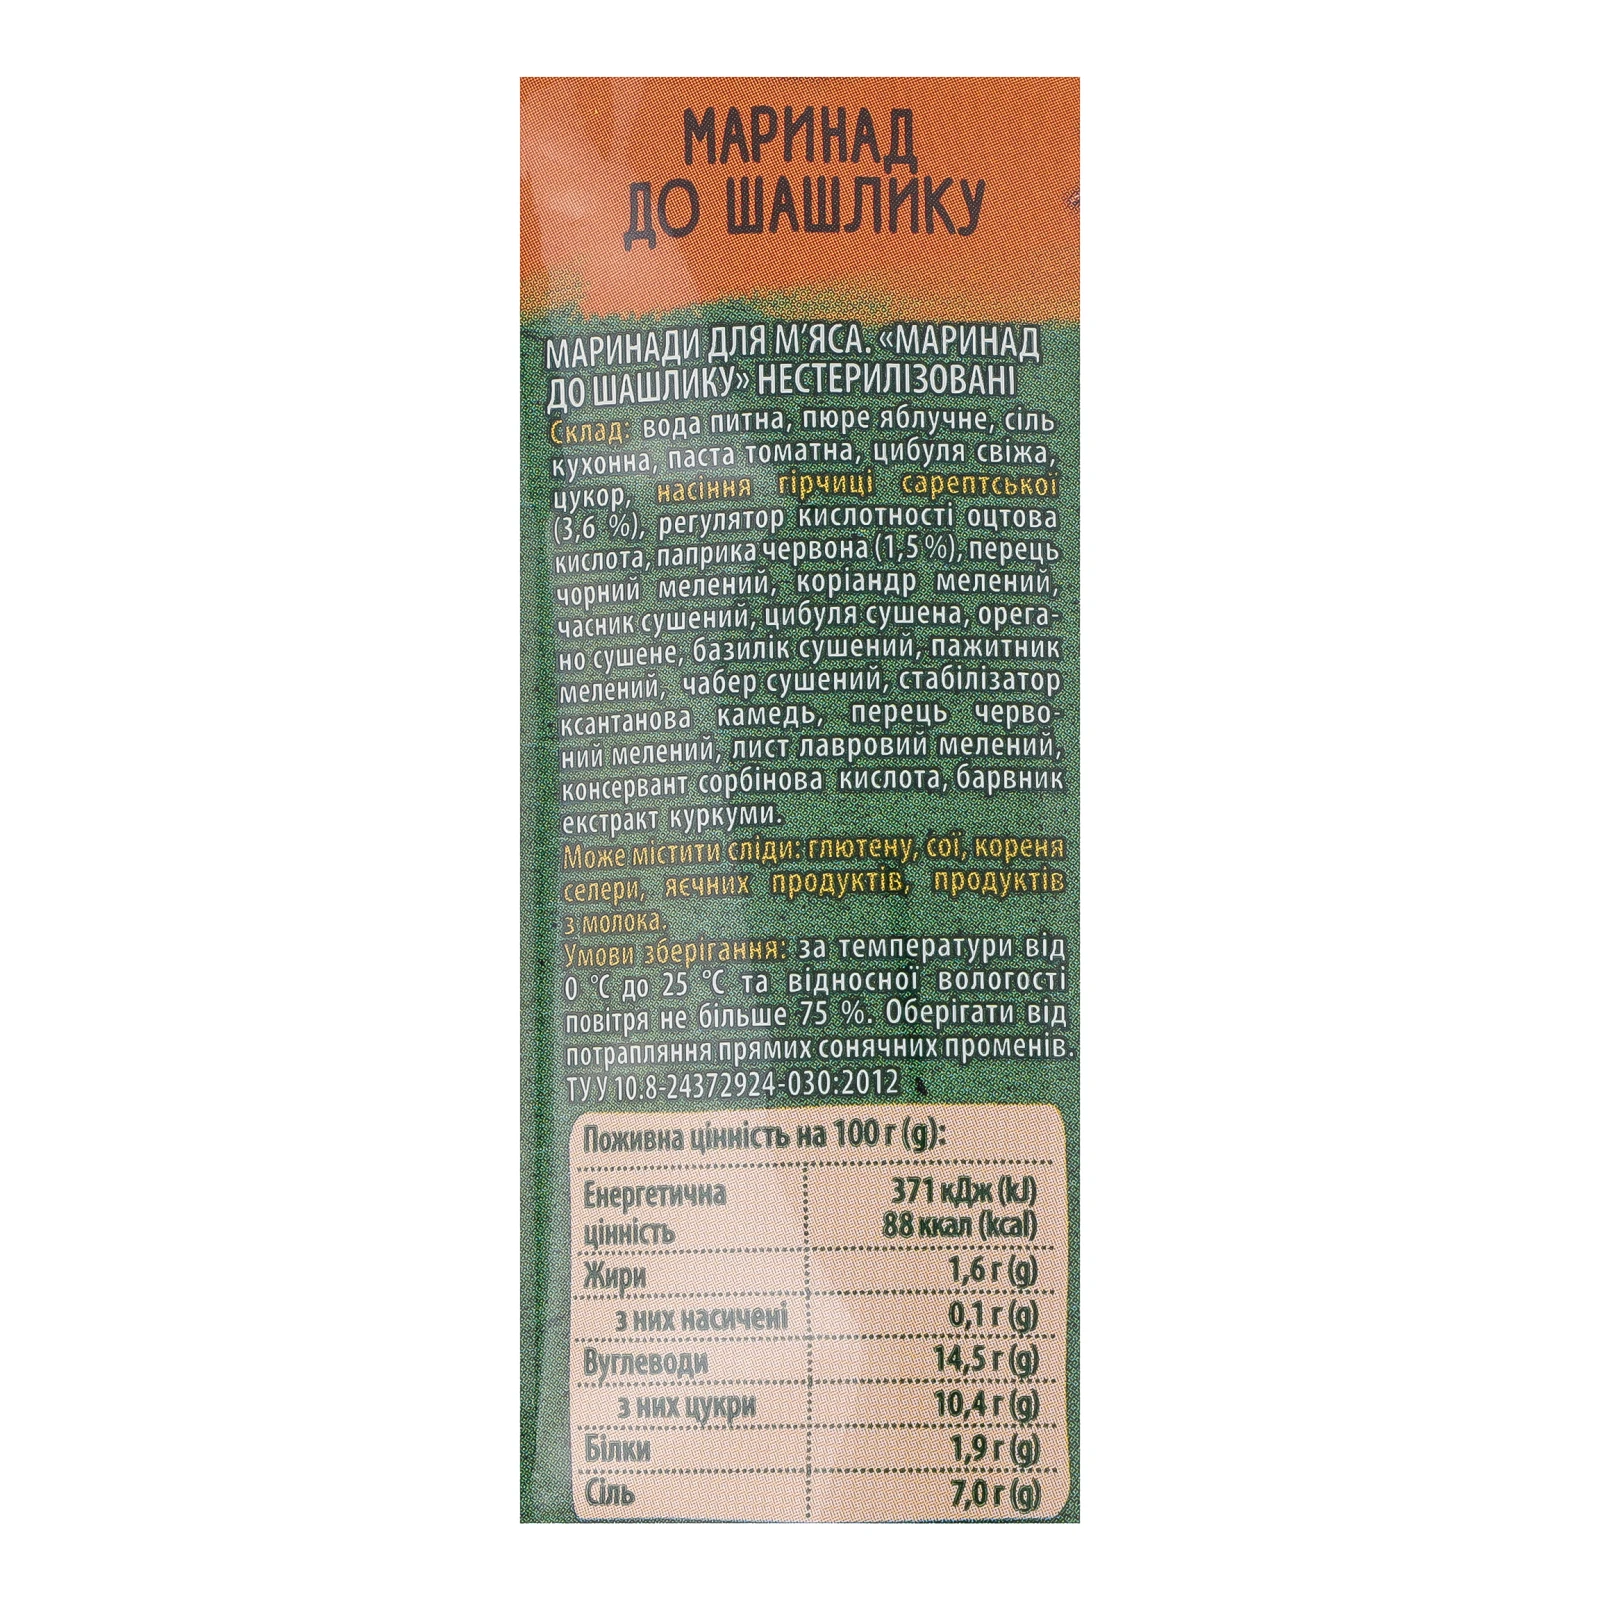 МАРИНАД
ДО ШАШЛИКУ
МАРИНАДИ ДЛЯ М’ЯСА. «МАРИНАД
ДО ШАШЛИКУ» НЕСТЕРИЛІЗОВАНІ
Склад: вода питна, пюре яблучне, сіль
кухонна, паста томатна, цибуля свіжа,
цукор, насіння гірчиці сарептської
(3,6 %), регулятор кислотності оцтова
кислота, паприка червона (1,5 %), перець
чорний мелений, коріандр мелений,
часник сушений, цибуля сушена, орега-
но сушене, базилік сушений, пажитник
мелений, чабер сушений, стабілізатор
ксантанова камедь, перець черво-
ний мелений, лист лавровий мелений,
консервант сорбінова кислота, барвник
екстракт куркуми.
Може містити сліди: глютену, сої, кореня
селери, яєчних продуктів, продуктів
з молока.
Умови зберігання: за температури від
0 °С до 25 °С та відносної вологості
повітря не більше 75 %. Оберігати від
потрапляння прямих сонячних променів.
ТУ У 10.8-24372924-030:2012
Поживна цінність на 100 г (g):
Енергетична 371 кДж (kJ)
цінність 88 ккал (kcal)
Жири 1,6 г (g)
з них насичені 0,1 г (g)
Вуглеводи 14,5 г (g)
з них цукри 10,4 г (g)
Білки 1,9 г (g)
Сіль 7,0 г (g)